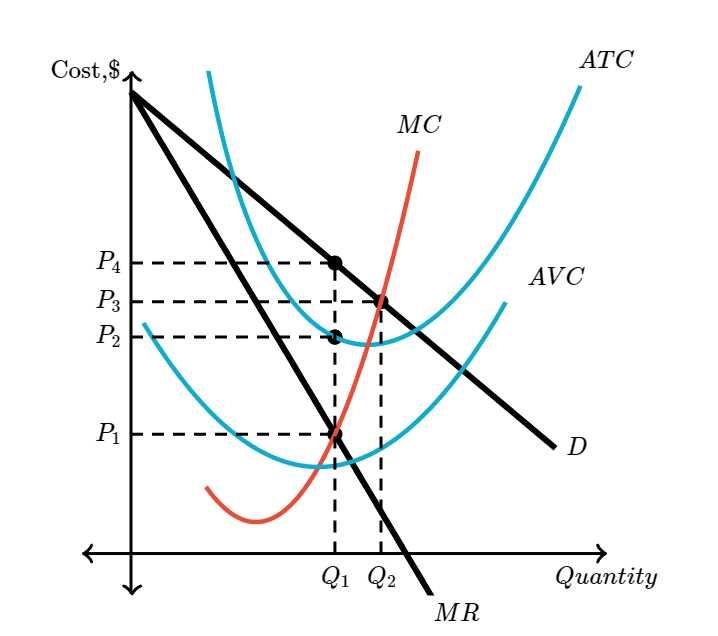 Cost,$
ATC
MC
P₄
AVC
P₃
P₂
P₁
D
Q₁ Q₂
Quantity
MR